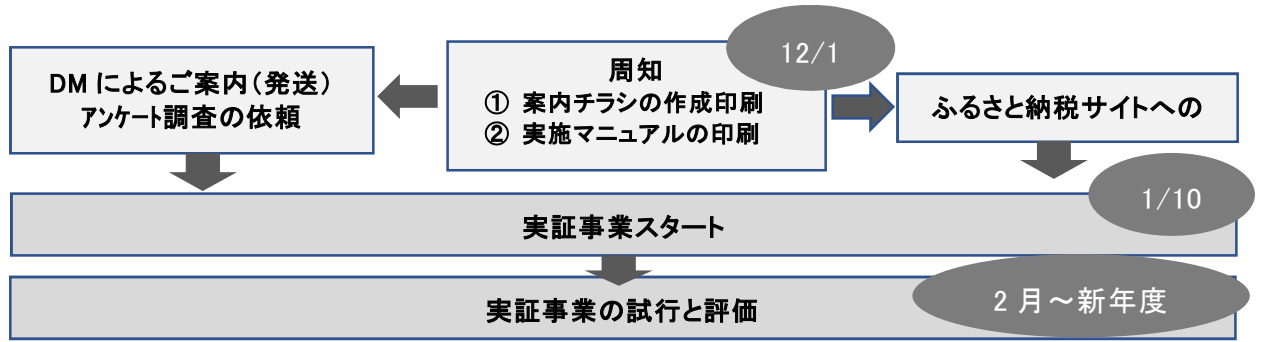 DMによるご案内(発送)
アンケート調査の依頼
周知
① 案内チラシの作成印刷
② 実施マニュアルの印刷
12/1
ふるさと納税サイトへの
実証事業スタート
1/10
実証事業の試行と評価
2月～新年度